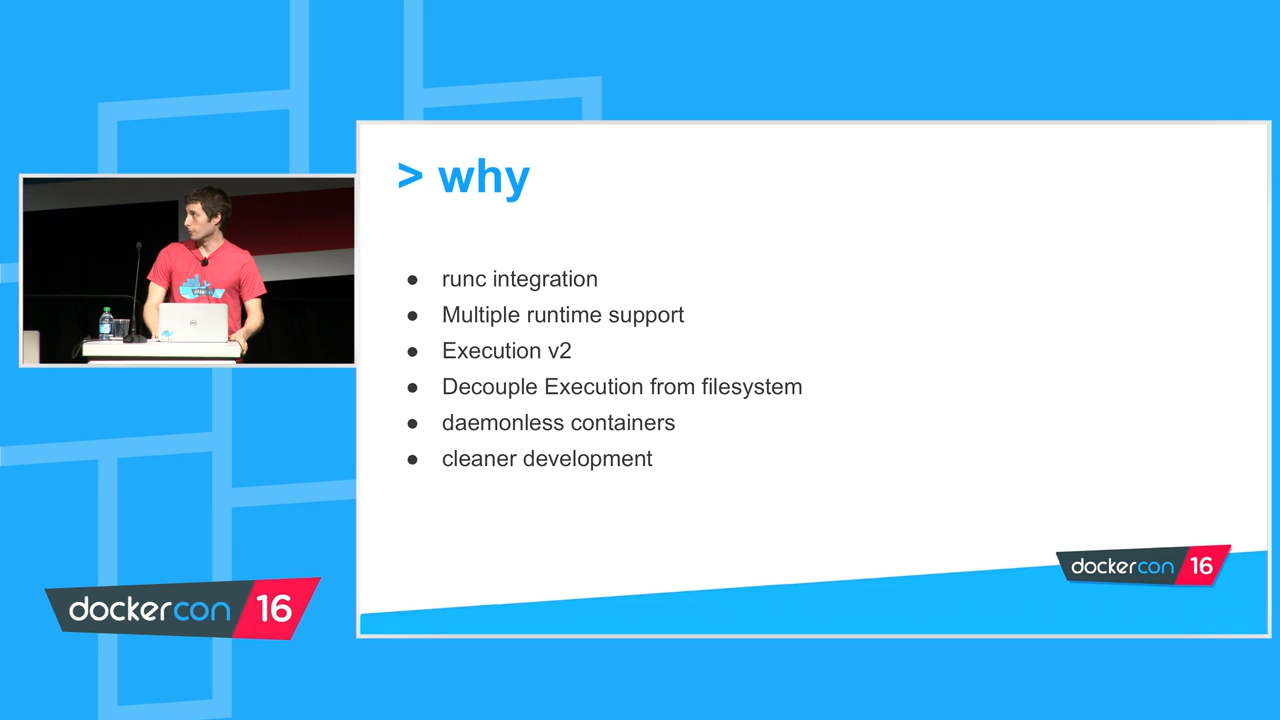 > why
● runc integration
● Multiple runtime support
● Execution v2
● Decouple Execution from filesystem
● daemonless containers
● cleaner development
dockercon 16
dockercon 16